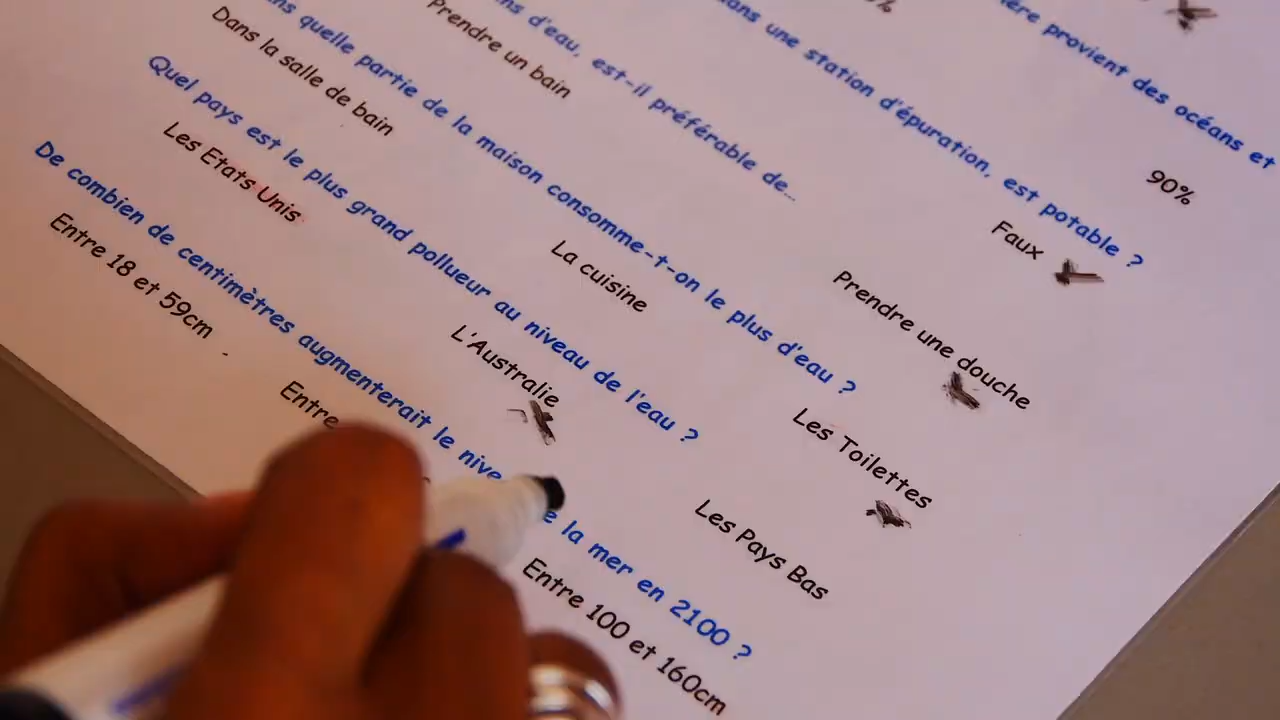 ère provient des océans et
90%
dans une station d'épuration, est potable ?
Faux
d'eau, est-il préférable de...
Prendre un bain
Prendre une douche
quelle partie de la maison consomme-t-on le plus d'eau ?
Dans la salle de bain
La cuisine
Les Toilettes
Quel pays est le plus grand pollueur au niveau de l'eau ?
Les Etats Unis
L'Australie
Les Pays Bas
De combien de centimètres augmenterait le nive e la mer en 2100 ?
Entre 18 et 59cm
Entre
Entre 100 et 160cm